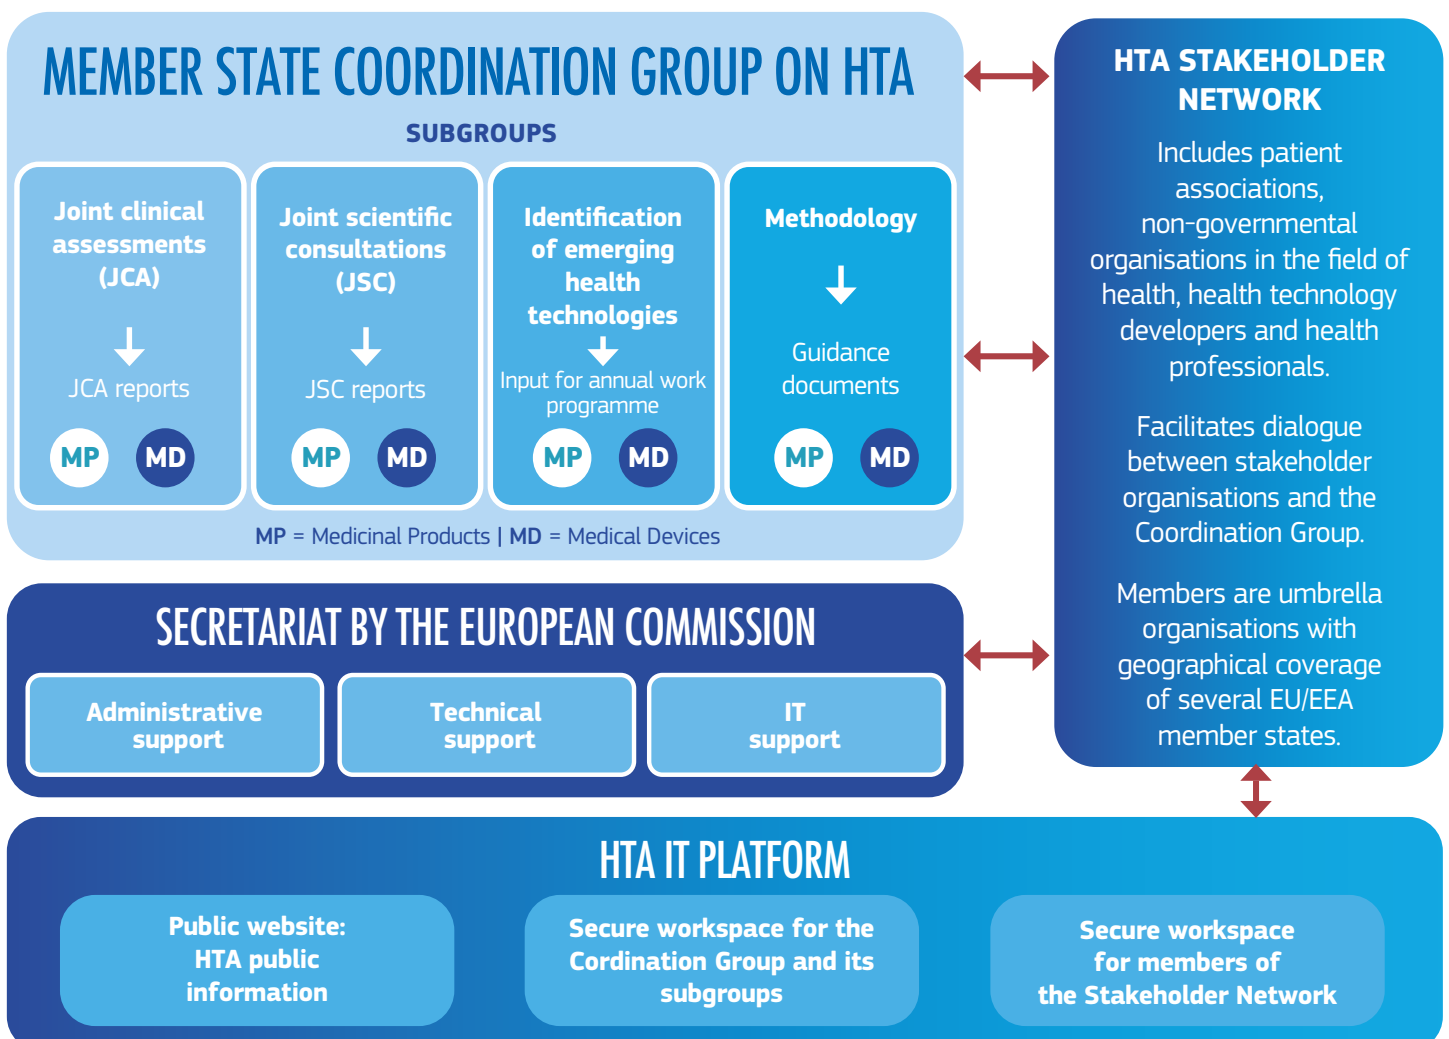 MEMBER STATE COORDINATION GROUP ON HTA
SUBGROUPS
Joint clinical
assessments
(JCA)
JCA reports
MP
MD
Joint scientific
consultations
(JSC)
JSC reports
MP
MD
Identification
of emerging
health
technologies
Input for annual work
programme
MP
MD
Methodology
Guidance
documents
MP
MD
MP = Medicinal Products | MD = Medical Devices
HTA STAKEHOLDER
NETWORK
Includes patient
associations,
non-governmental
organisations in the field of
health, health technology
developers and health
professionals.
Facilitates dialogue
between stakeholder
organisations and the
Coordination Group.
Members are umbrella
organisations with
geographical coverage
of several EU/EEA
member states.
SECRETARIAT BY THE EUROPEAN COMMISSION
Administrative
support
Technical
support
IT
support
HTA IT PLATFORM
Public website:
HTA public
information
Secure workspace for the
Cordination Group and its
subgroups
Secure workspace
for members of
the Stakeholder Network